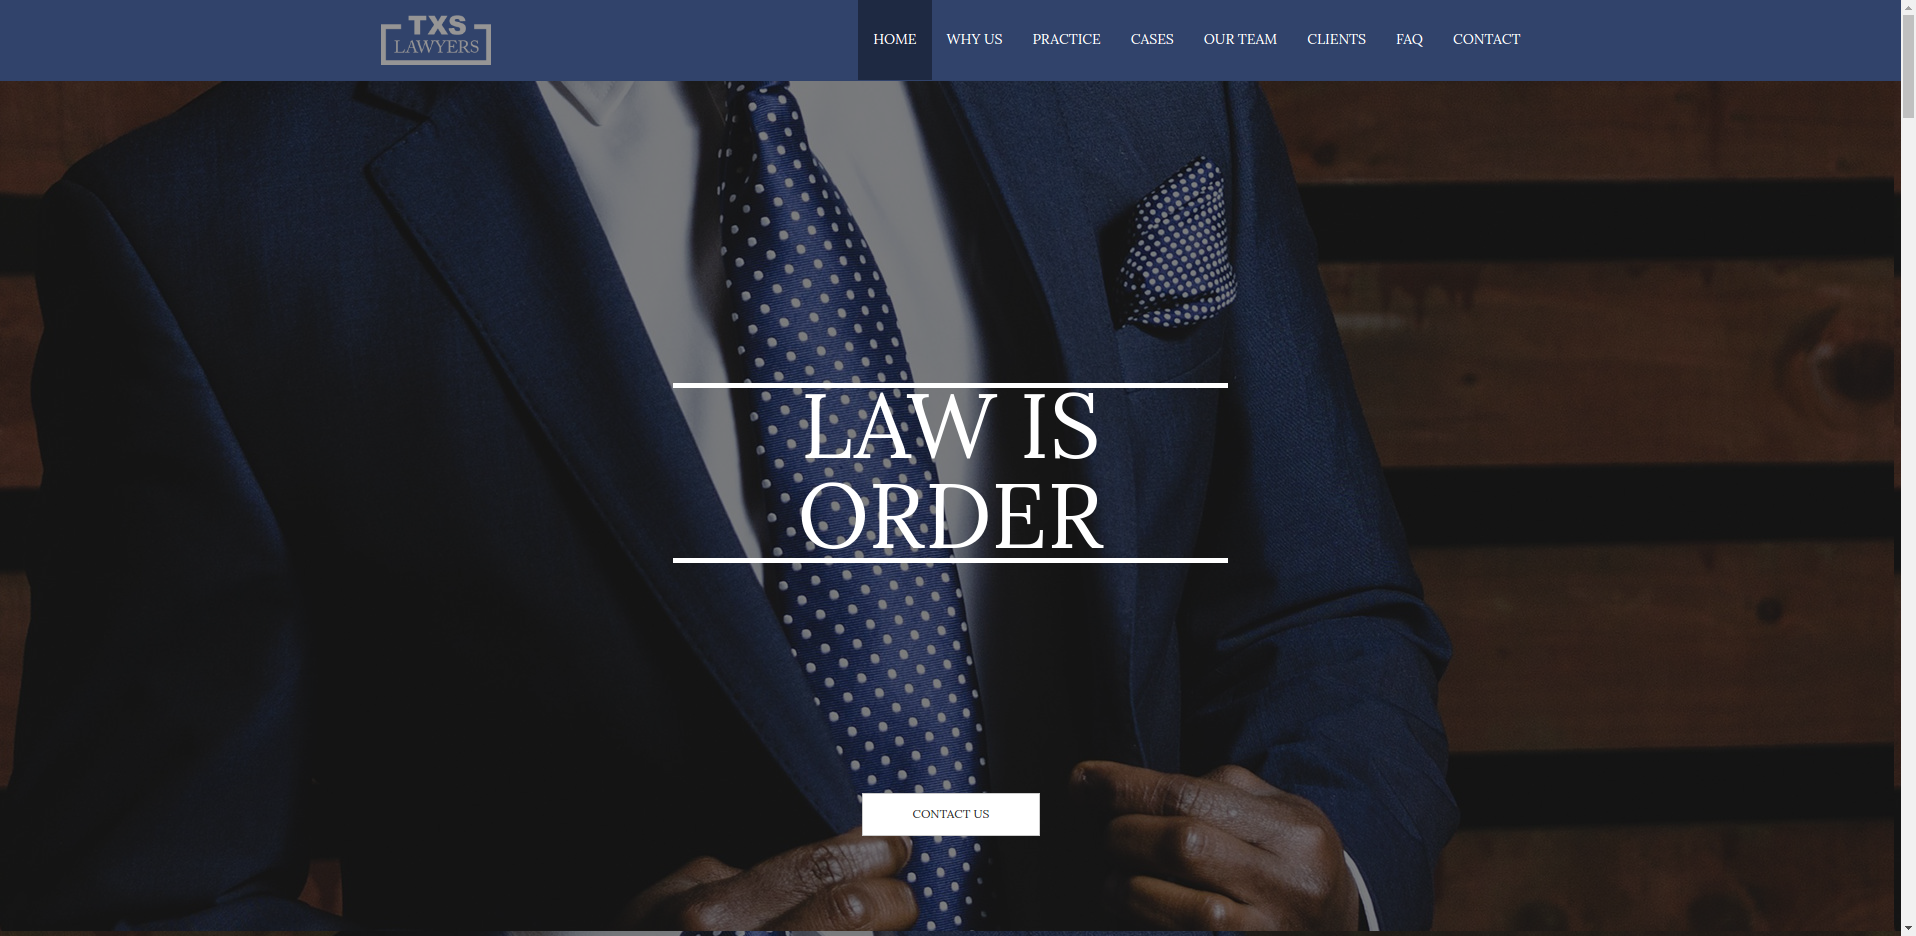 TXS
LAWYERS
HOME WHY US PRACTICE CASES OUR TEAM CLIENTS FAQ CONTACT
LAW IS
ORDER
CONTACT US